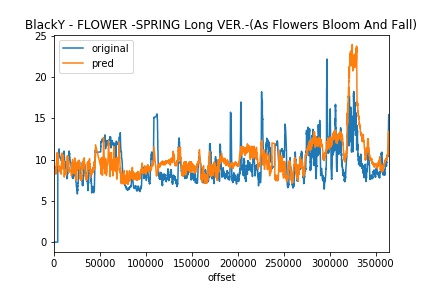 BlackY - FLOWER -SPRING Long VER.-(As Flowers Bloom And Fall)
25
20
15
10
5
0
original
pred
0 50000 100000 150000 200000 250000 300000 350000
offset